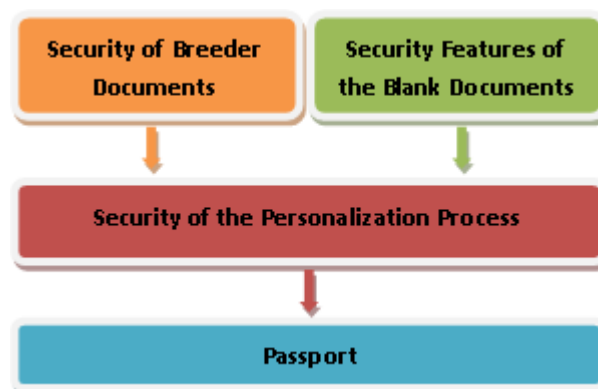 Security of Breeder
Documents
Security Features of
the Blank Documents
Security of the Personalization Process
Passport